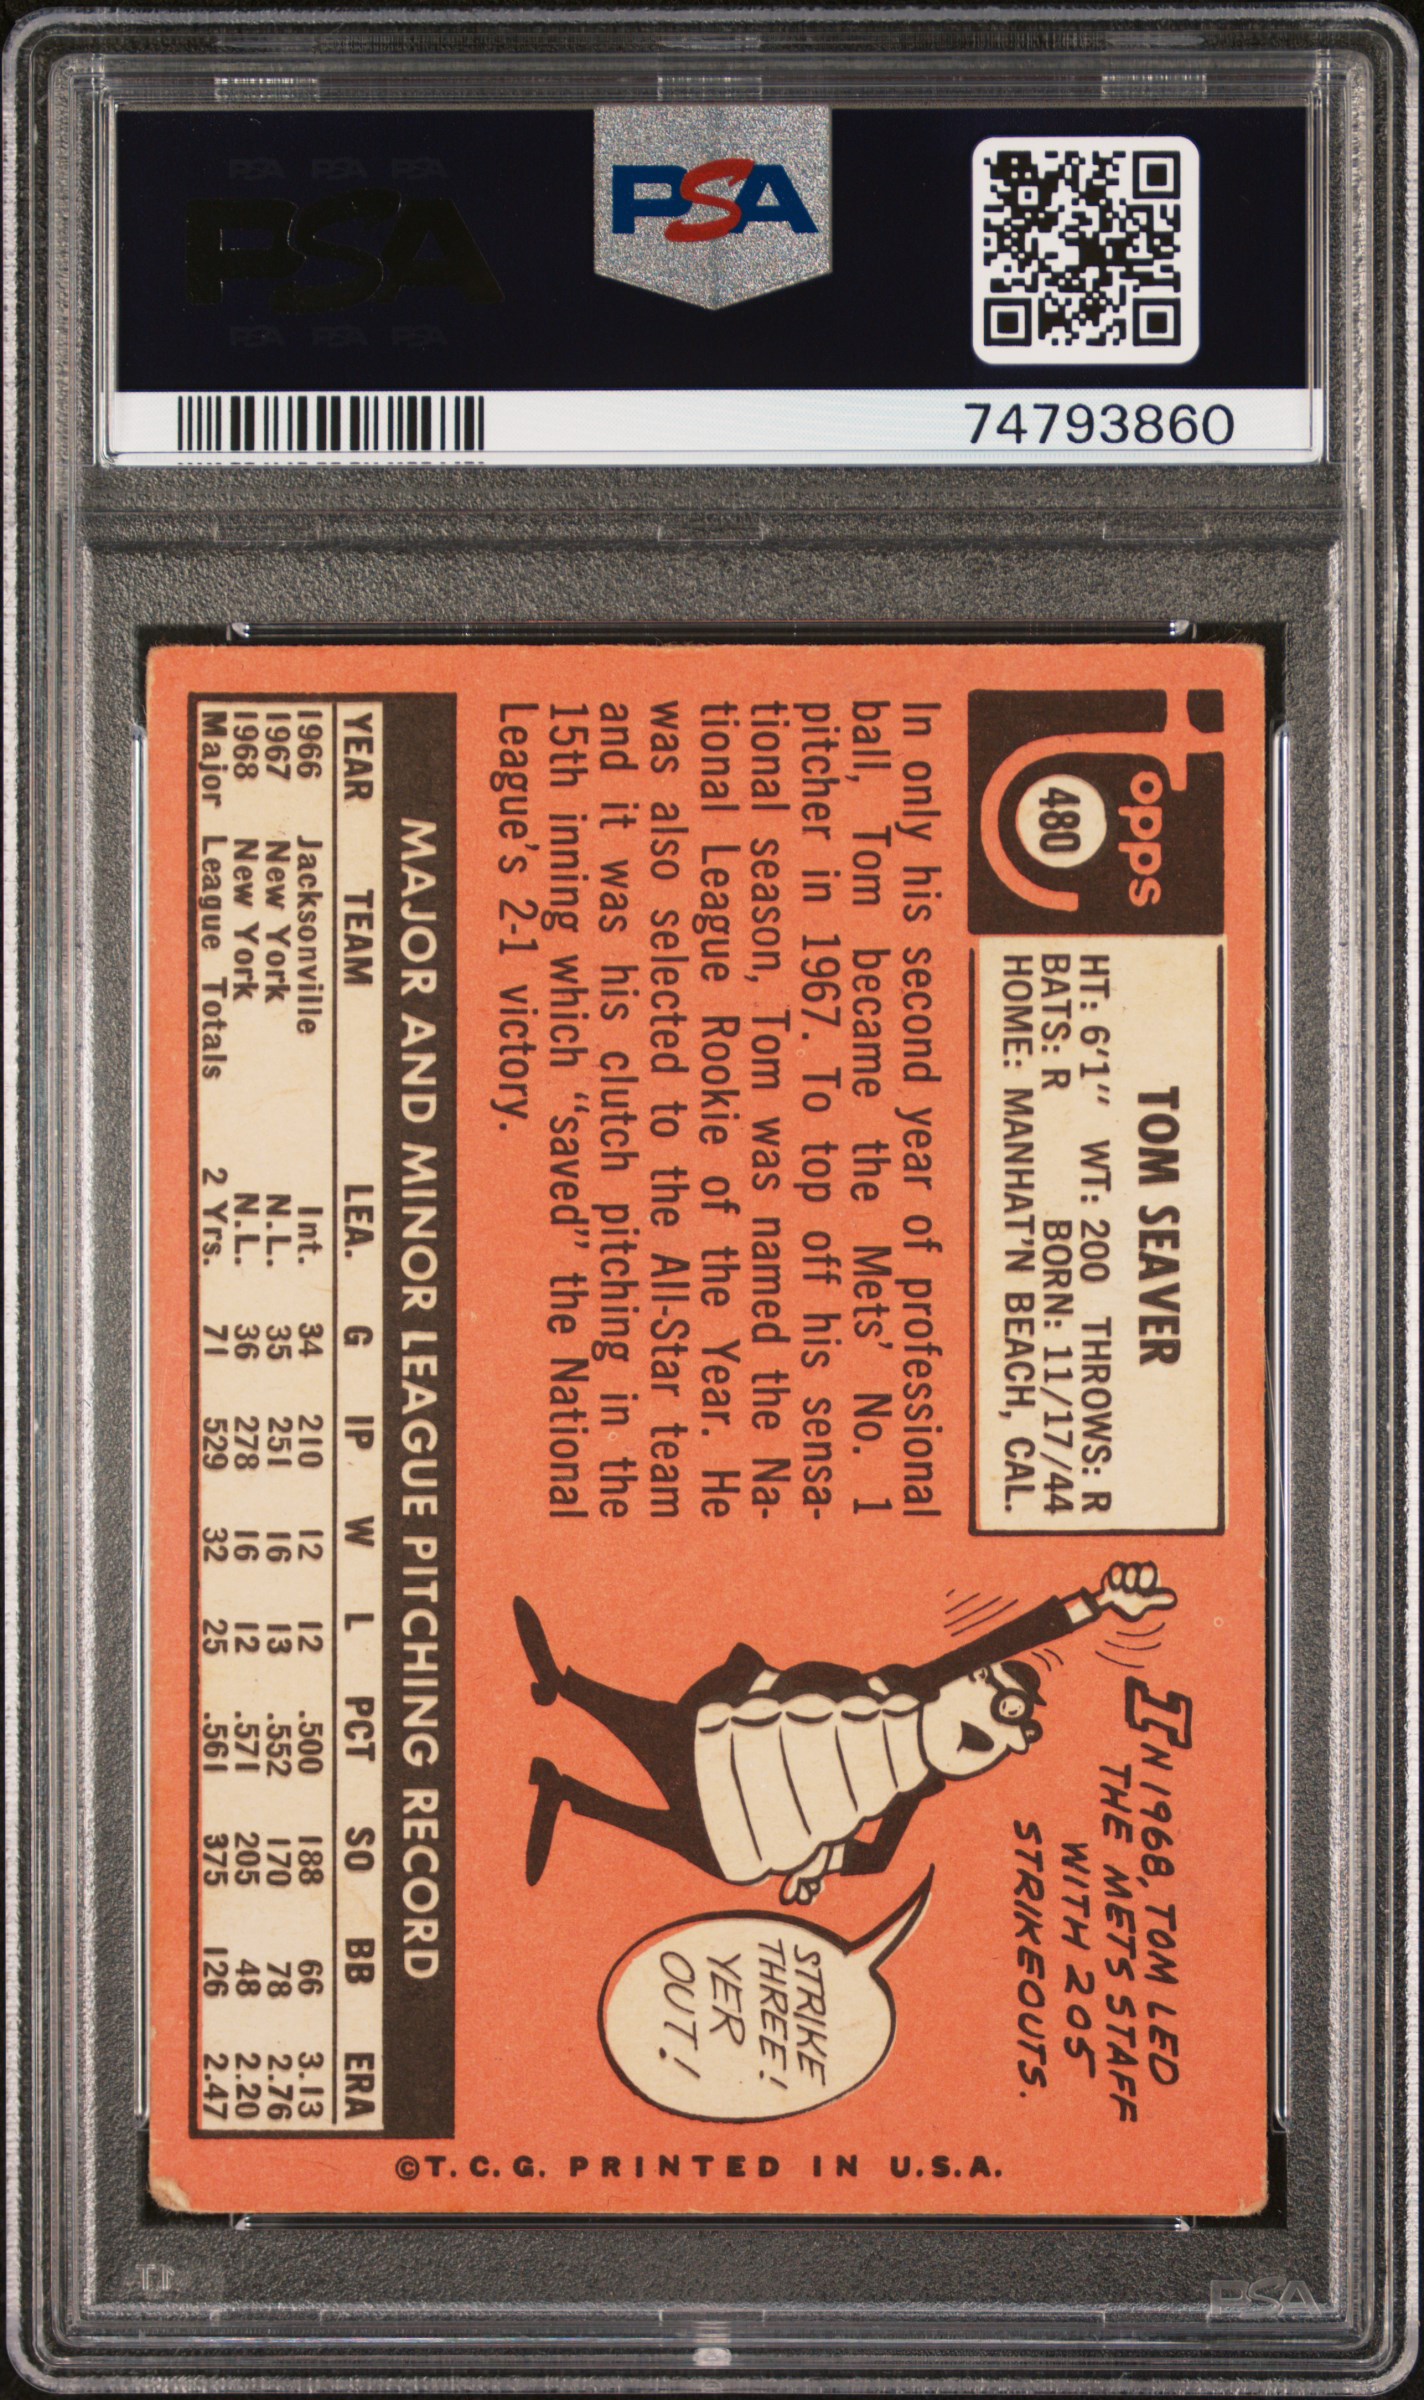 PSA PSA PSA
PSA
PSA PSA PSA
PSA
74793860
Topps
480
TOM SEAVER
HT: 6'1" WT: 200 THROWS: R
BATS: R BORN: 11/17/44
HOME: MANHAT'N BEACH, CAL.
In only his second year of professional
ball, Tom became the Mets' No. 1
pitcher in 1967. To top off his sensa-
tional season, Tom was named the Na-
tional League Rookie of the Year. He
was also selected to the All-Star team
and it was his clutch pitching in the
15th inning which "saved" the National
League's 2-1 victory.
IN 1968, TOM LED
THE METS STAFF
WITH 205
STRIKEOUTS.
STRIKE
THREE!
YER
OUT!
MAJOR AND MINOR LEAGUE PITCHING RECORD
YEAR TEAM LEA. G IP W L PCT SO BB ERA
1966 Jacksonville Int. 34 210 12 12 .500 188 66 3.13
1967 New York N.L. 35 251 16 13 .552 170 78 2.76
1968 New York N.L. 36 278 16 12 .571 205 48 2.20
Major League Totals 2 Yrs. 71 529 32 25 .561 375 126 2.47
©T.C.G. PRINTED IN U.S.A.
PSA